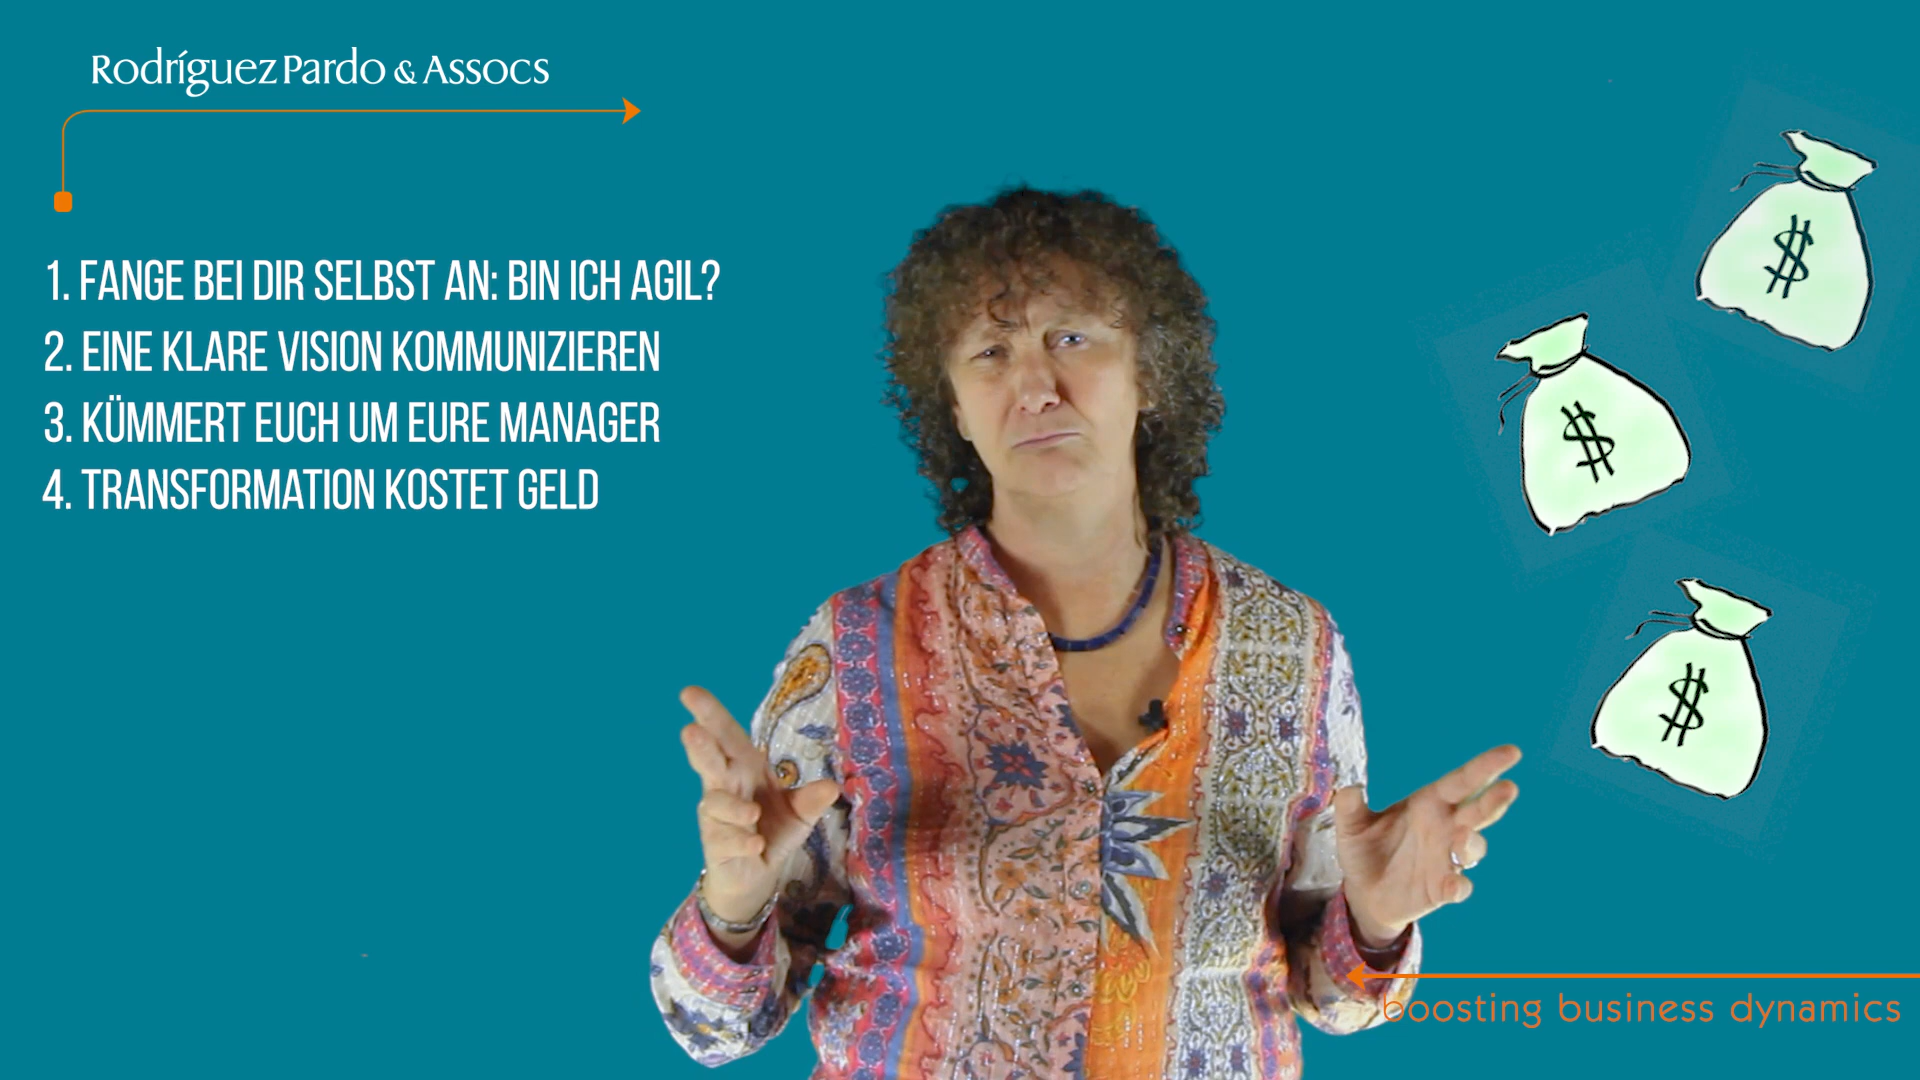 Rodríguez Pardo & Assocs
1. FANGE BEI DIR SELBST AN: BIN ICH AGIL?
2. EINE KLARE VISION KOMMUNIZIEREN
3. KÜMMERT EUCH UM EURE MANAGER
4. TRANSFORMATION KOSTET GELD
$
$
$
boosting business dynamics